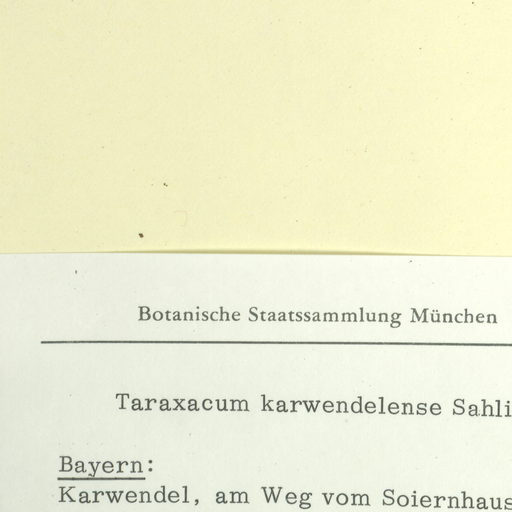 Botanische Staatssammlung München
Taraxacum karwendelense Sahli
Bayern:
Karwendel, am Weg vom Soiernhaus